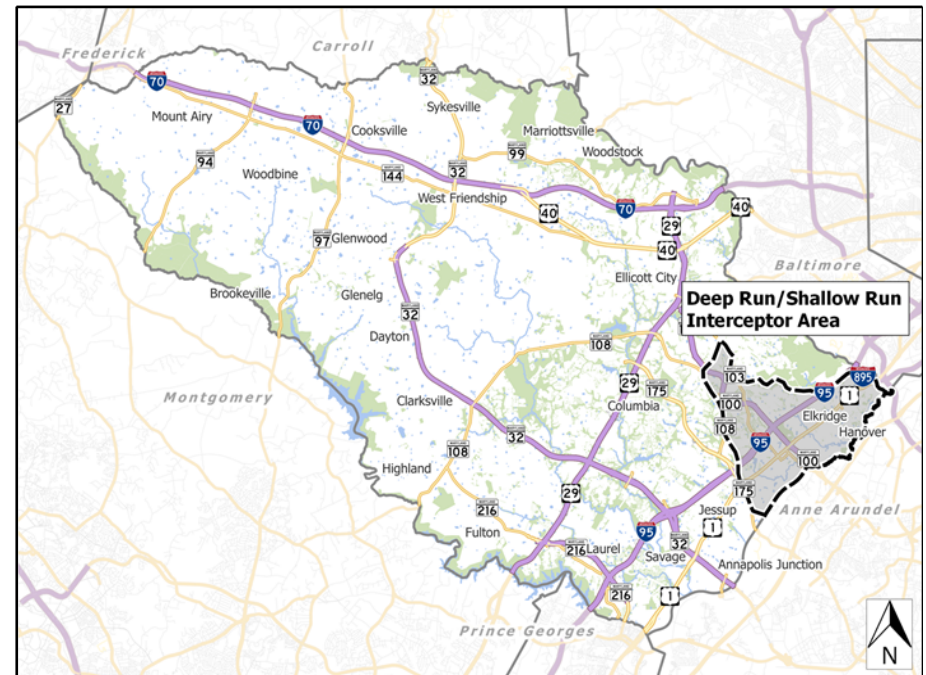 Frederick
Carroll
70
32
27
Mount Airy
70
Cooksville
Sykesville
Marriottsville
94
99
Woodstock
Woodbine
144
32
West Friendship
40
70
40
29
97
Glenwood
40
Ellicott City
Baltimore
Brookeville
Glenelg
32
Deep Run/Shallow Run
Interceptor Area
Dayton
108
103
95
895
Montgomery
29
175
100
1
Clarksville
Columbia
Elkridge
108
Hanover
32
95
108
100
Highland
29
175
216
Jessup
Anne Arundel
Fulton
95
1
216
Laurel
Savage
32
Annapolis Junction
216
1
Prince Georges
N